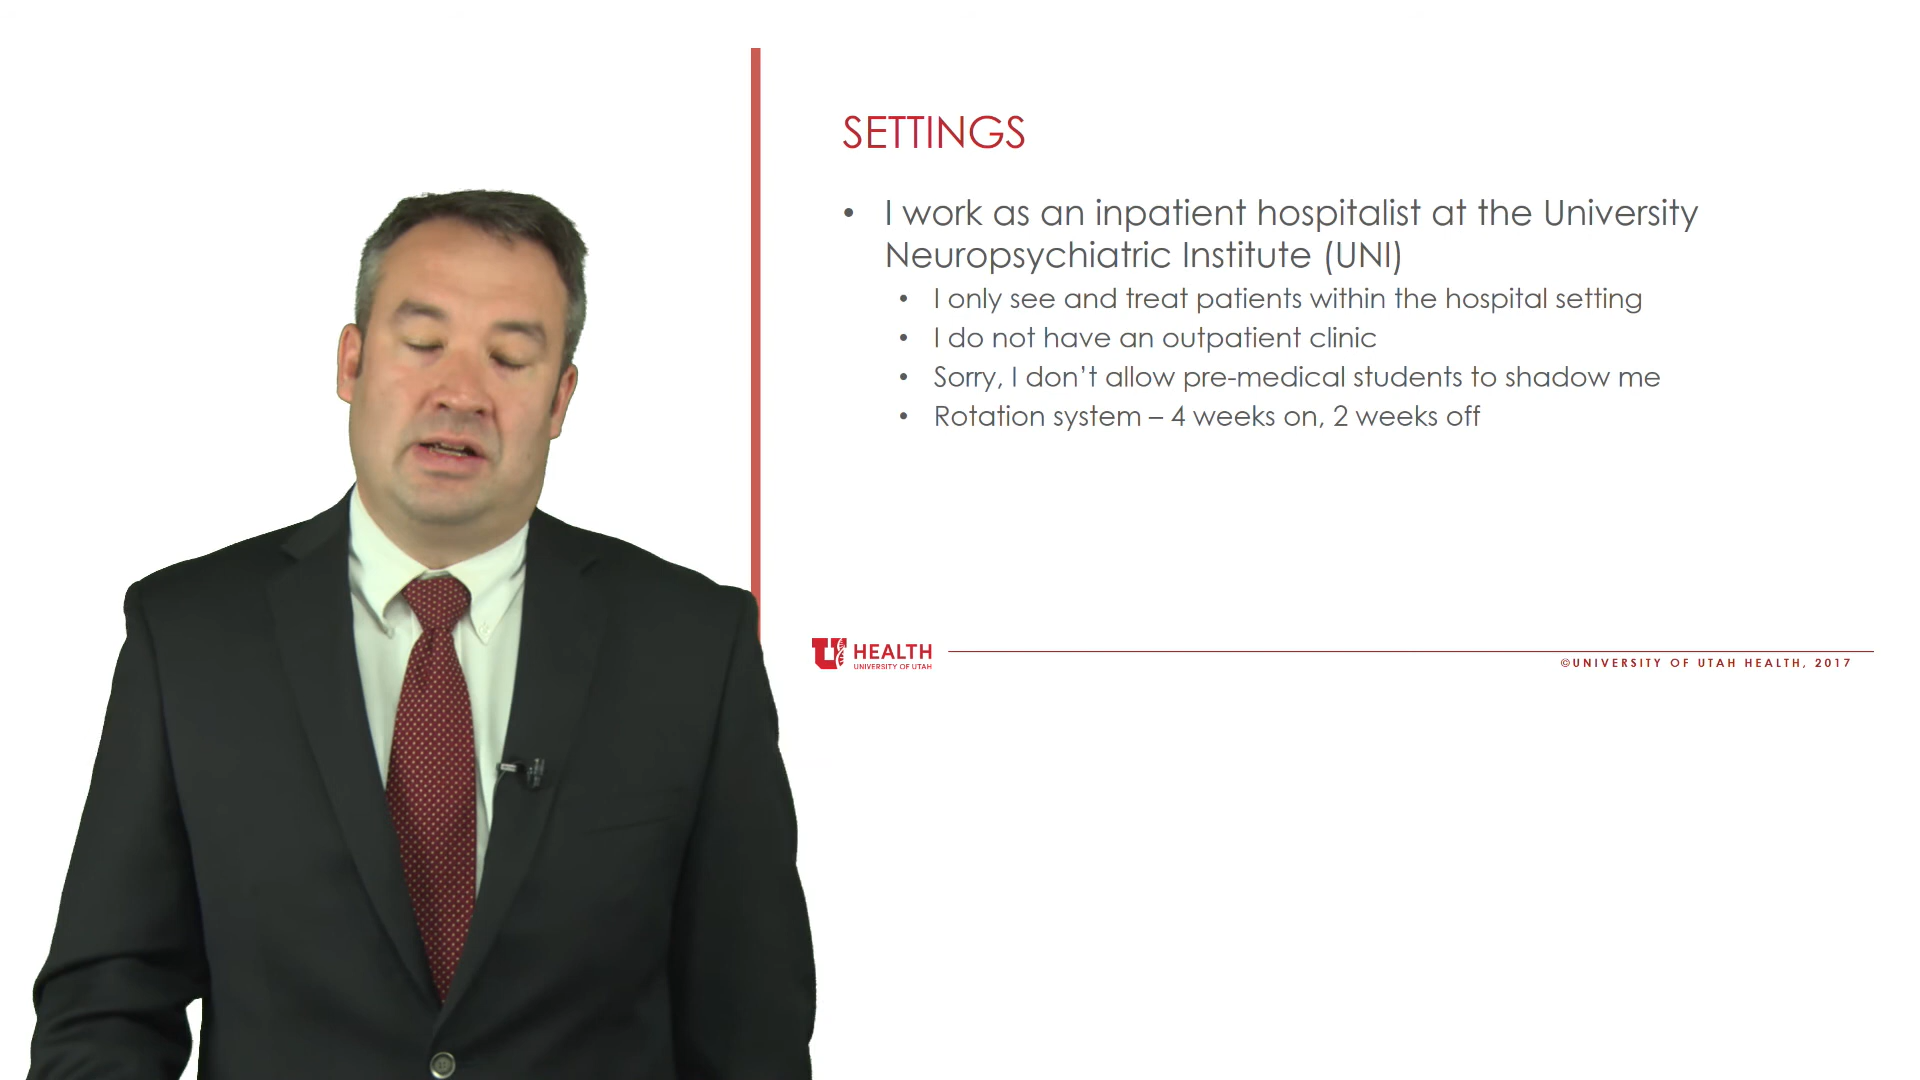 SETTINGS
• I work as an inpatient hospitalist at the University
Neuropsychiatric Institute (UNI)
• I only see and treat patients within the hospital setting
• I do not have an outpatient clinic
• Sorry, I don’t allow pre-medical students to shadow me
• Rotation system – 4 weeks on, 2 weeks off
U HEALTH
UNIVERSITY OF UTAH
©UNIVERSITY OF UTAH HEALTH, 2017